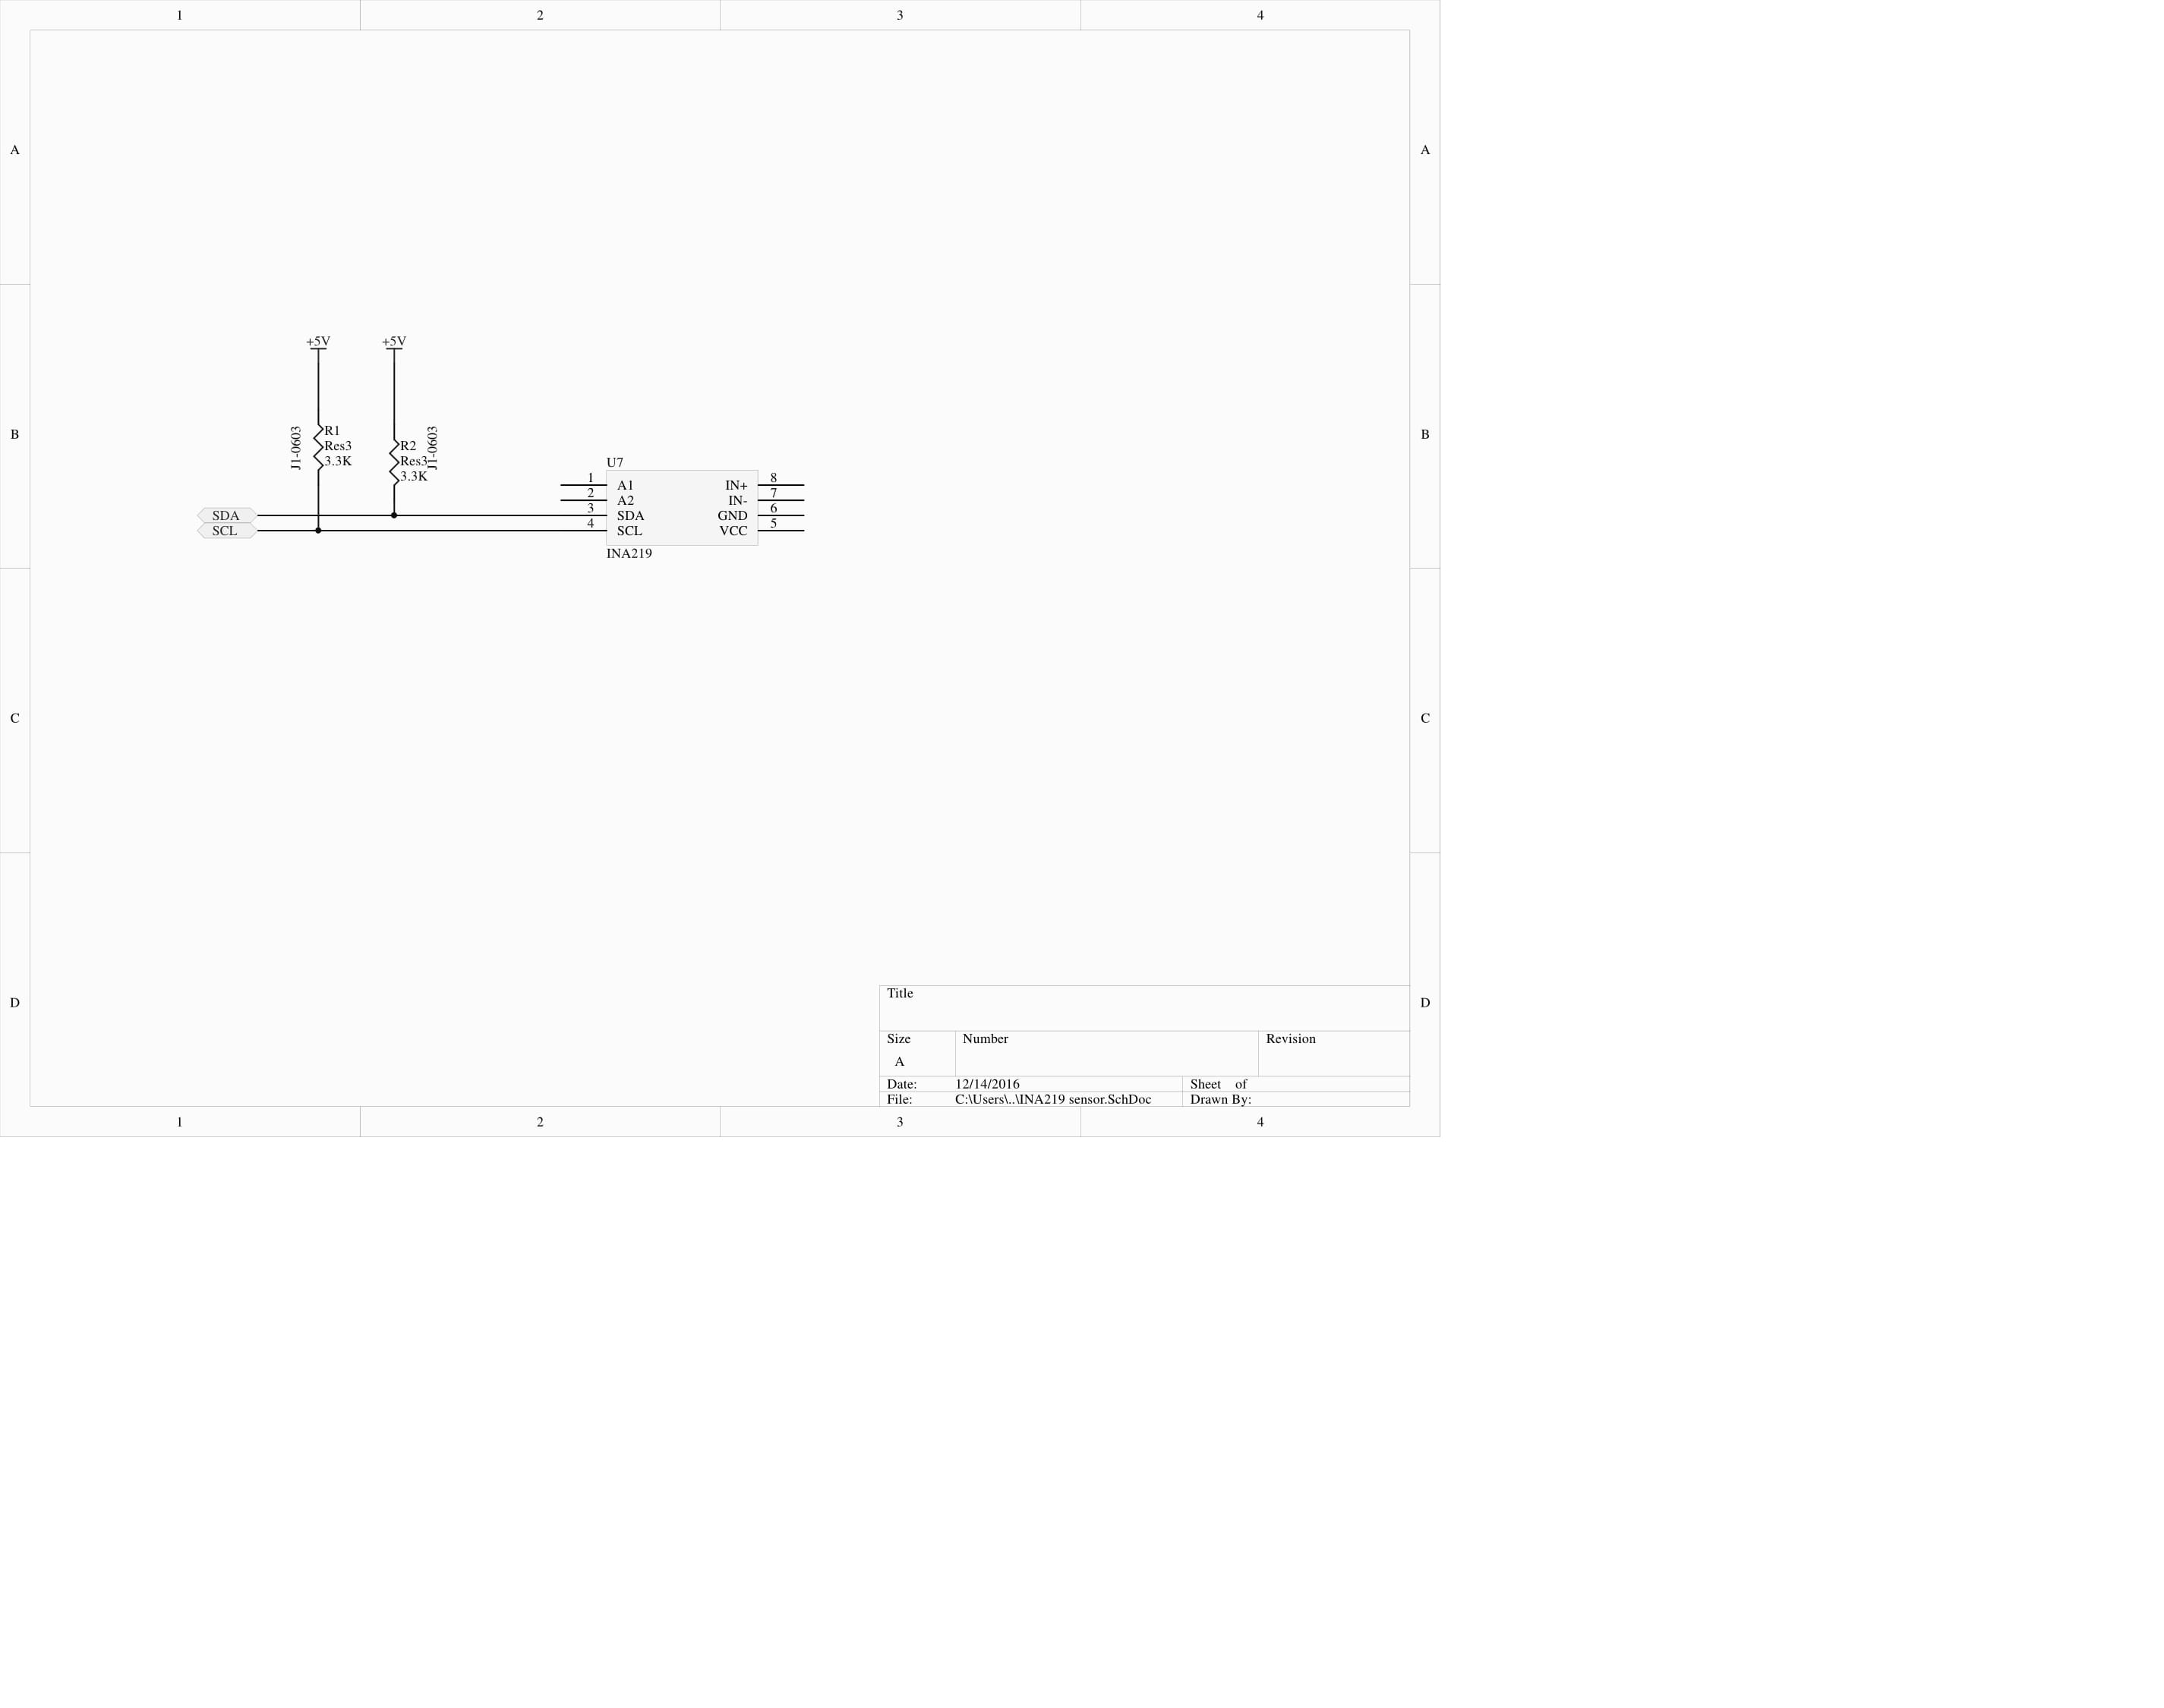 1 2 3 4
A A
+5V +5V
B B
R1
Res3
3.3K
J1-0603
R2
Res3
3.3K
J1-0603
U7
1 A1 IN+ 8
2 A2 IN- 7
SDA 3 SDA GND 6
SCL 4 SCL VCC 5
INA219
C C
D D
Title
Size Number Revision
A
Date: 12/14/2016 Sheet of
File: C:\Users\..\INA219 sensor.SchDoc Drawn By:
1 2 3 4